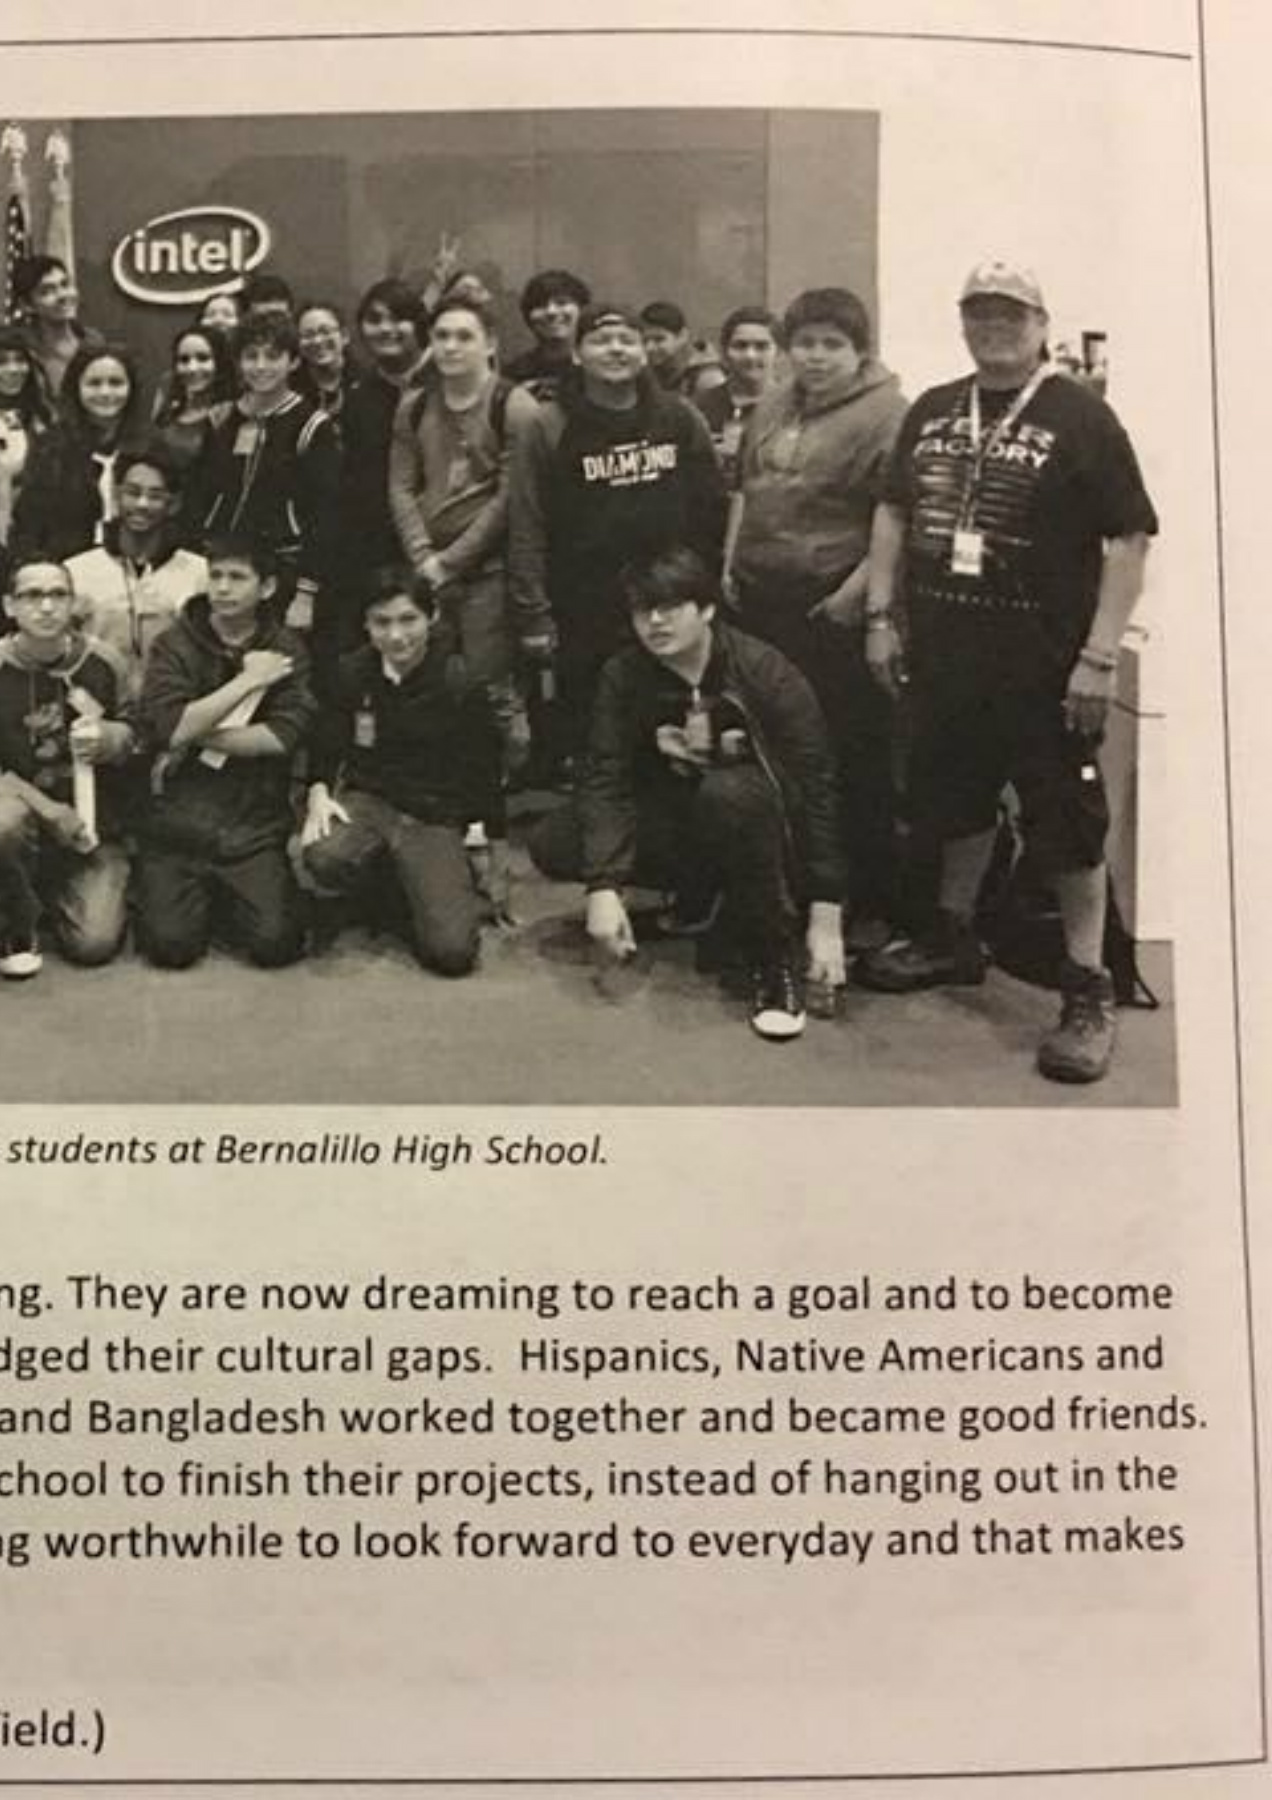 intel
DIAMOND
FEAR
FACTORY
students at Bernalillo High School.
ng. They are now dreaming to reach a goal and to become
dged their cultural gaps. Hispanics, Native Americans and
and Bangladesh worked together and became good friends.
chool to finish their projects, instead of hanging out in the
ng worthwhile to look forward to everyday and that makes
ield.)